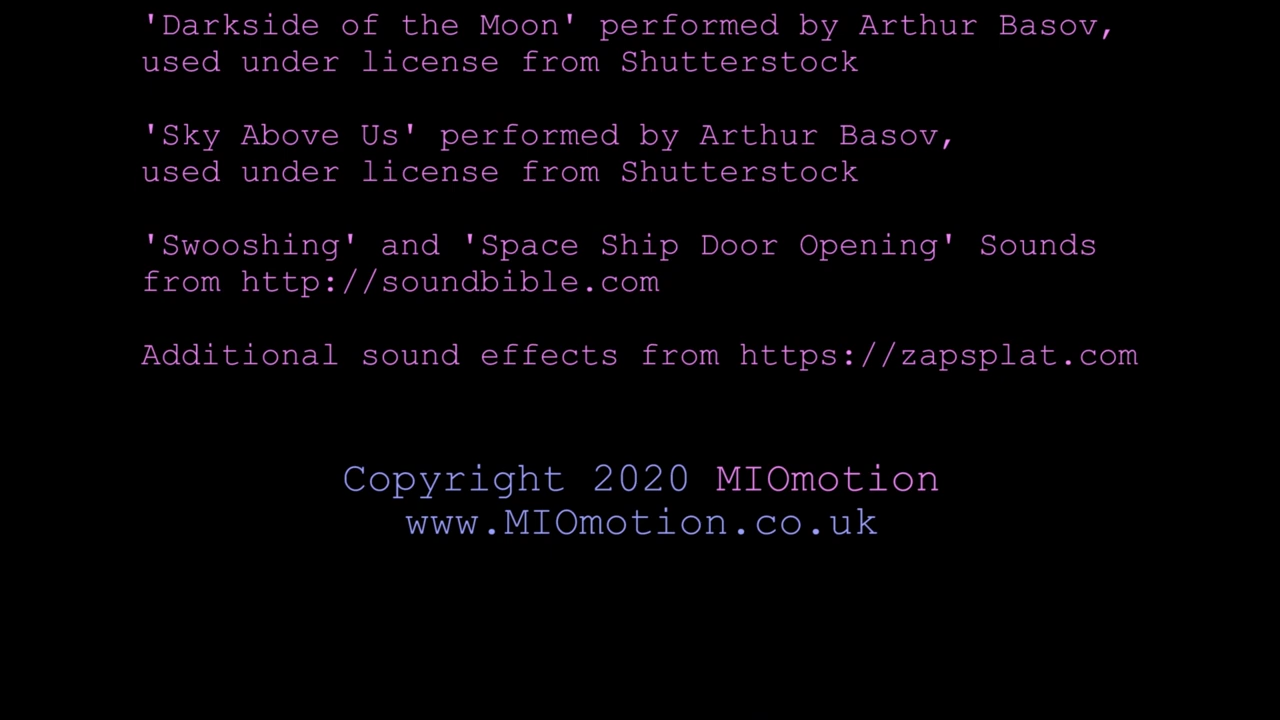 'Darkside of the Moon' performed by Arthur Basov,
used under license from Shutterstock
'Sky Above Us' performed by Arthur Basov,
used under license from Shutterstock
'Swooshing' and 'Space Ship Door Opening' Sounds
from http://soundbible.com
Additional sound effects from https://zapsplat.com
Copyright 2020 MIOmotion
www.MIOmotion.co.uk